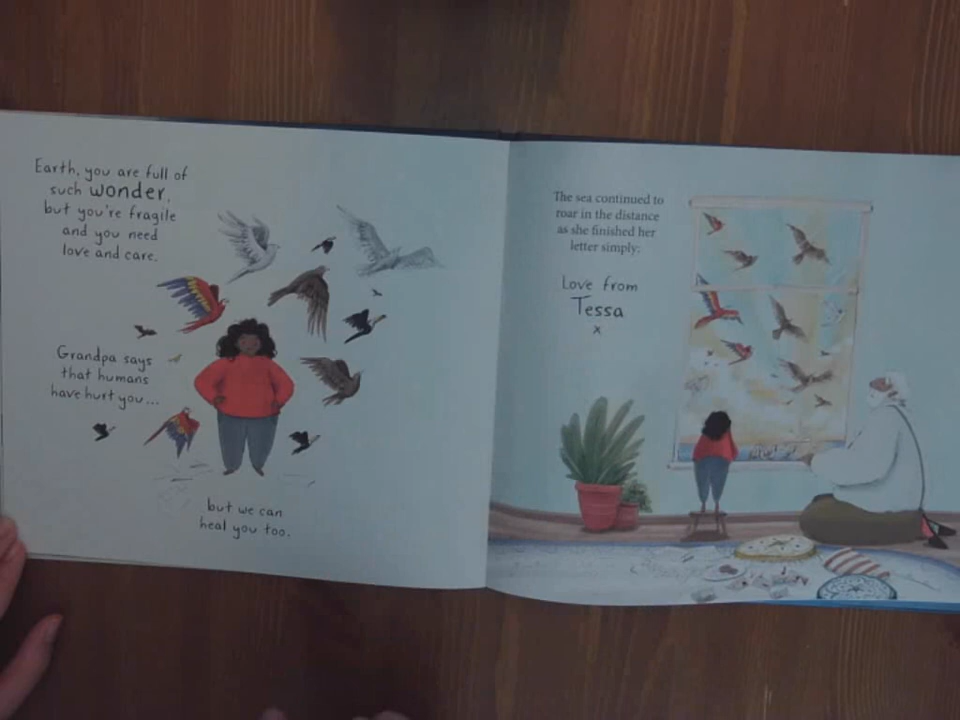 Earth, you are full of
such wonder,
but you're fragile
and you need
love and care.
Grandpa says
that humans
have hurt you...
but we can
heal you too.
The sea continued to
roar in the distance
as she finished her
letter simply:
Love from
Tessa
x